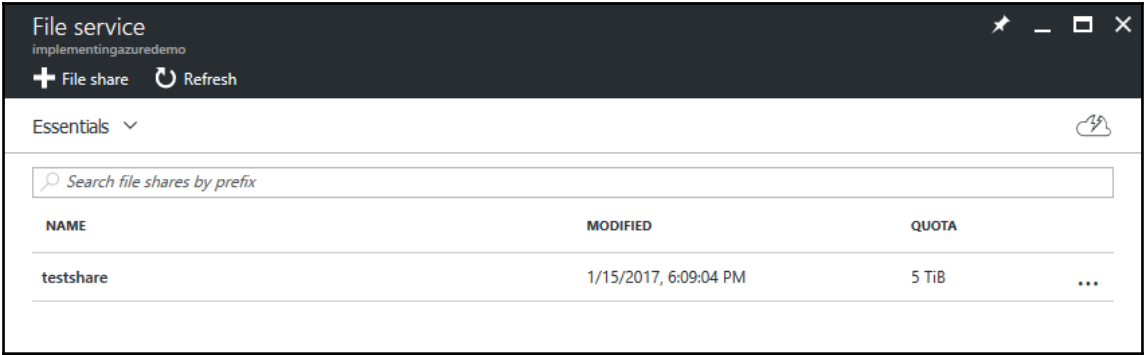 File service
implementingazuredemo
File share Refresh
Essentials
Search file shares by prefix
NAME MODIFIED QUOTA
testshare 1/15/2017, 6:09:04 PM 5 TiB ...